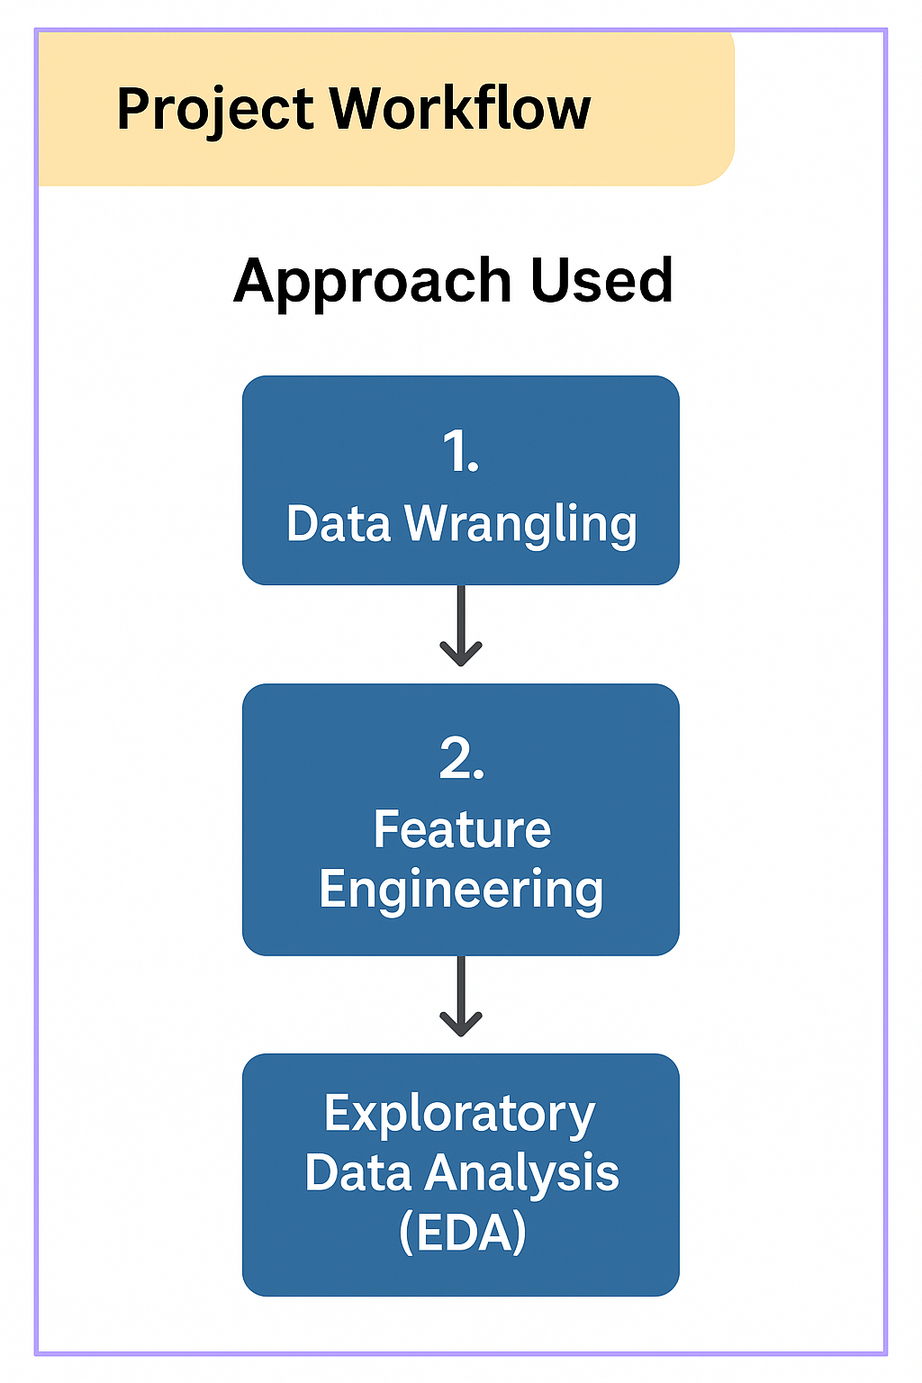 Project Workflow
Approach Used
1.
Data Wrangling
2.
Feature
Engineering
Exploratory
Data Analysis
(EDA)